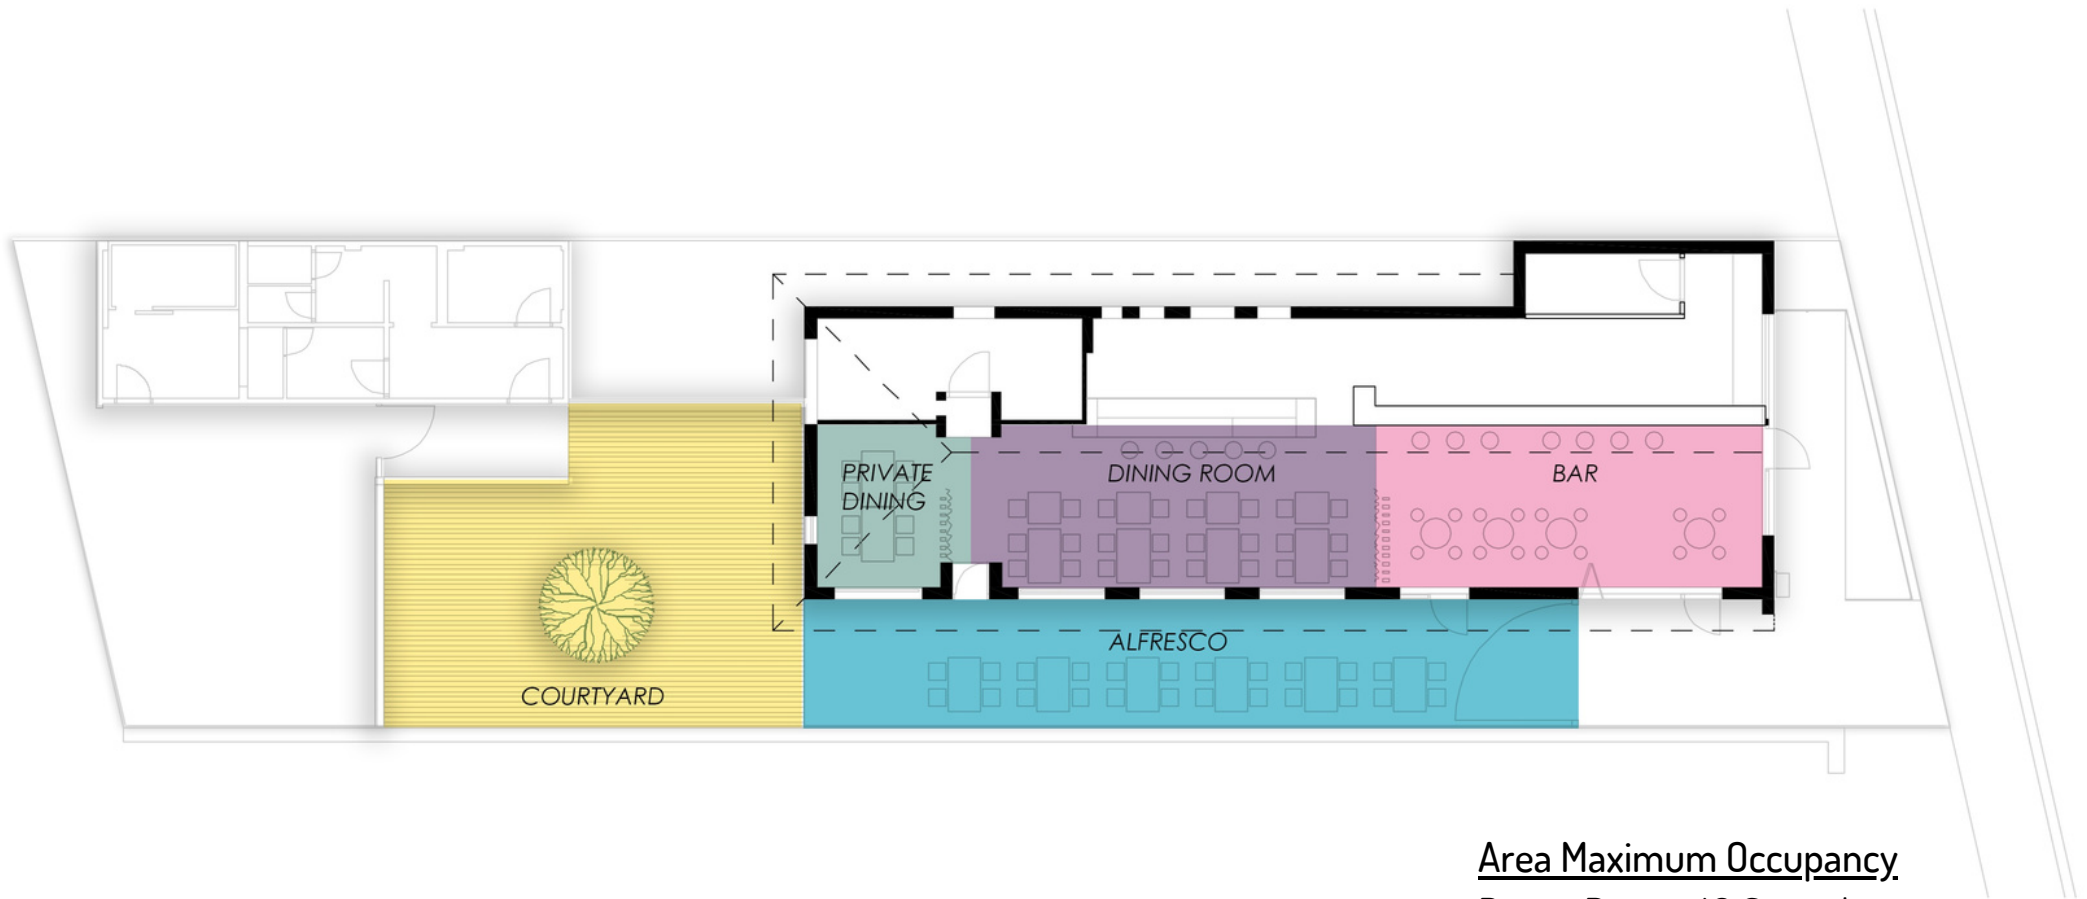 PRIVATE
DINING
DINING ROOM
BAR
ALFRESCO
COURTYARD
Area Maximum Occupancy